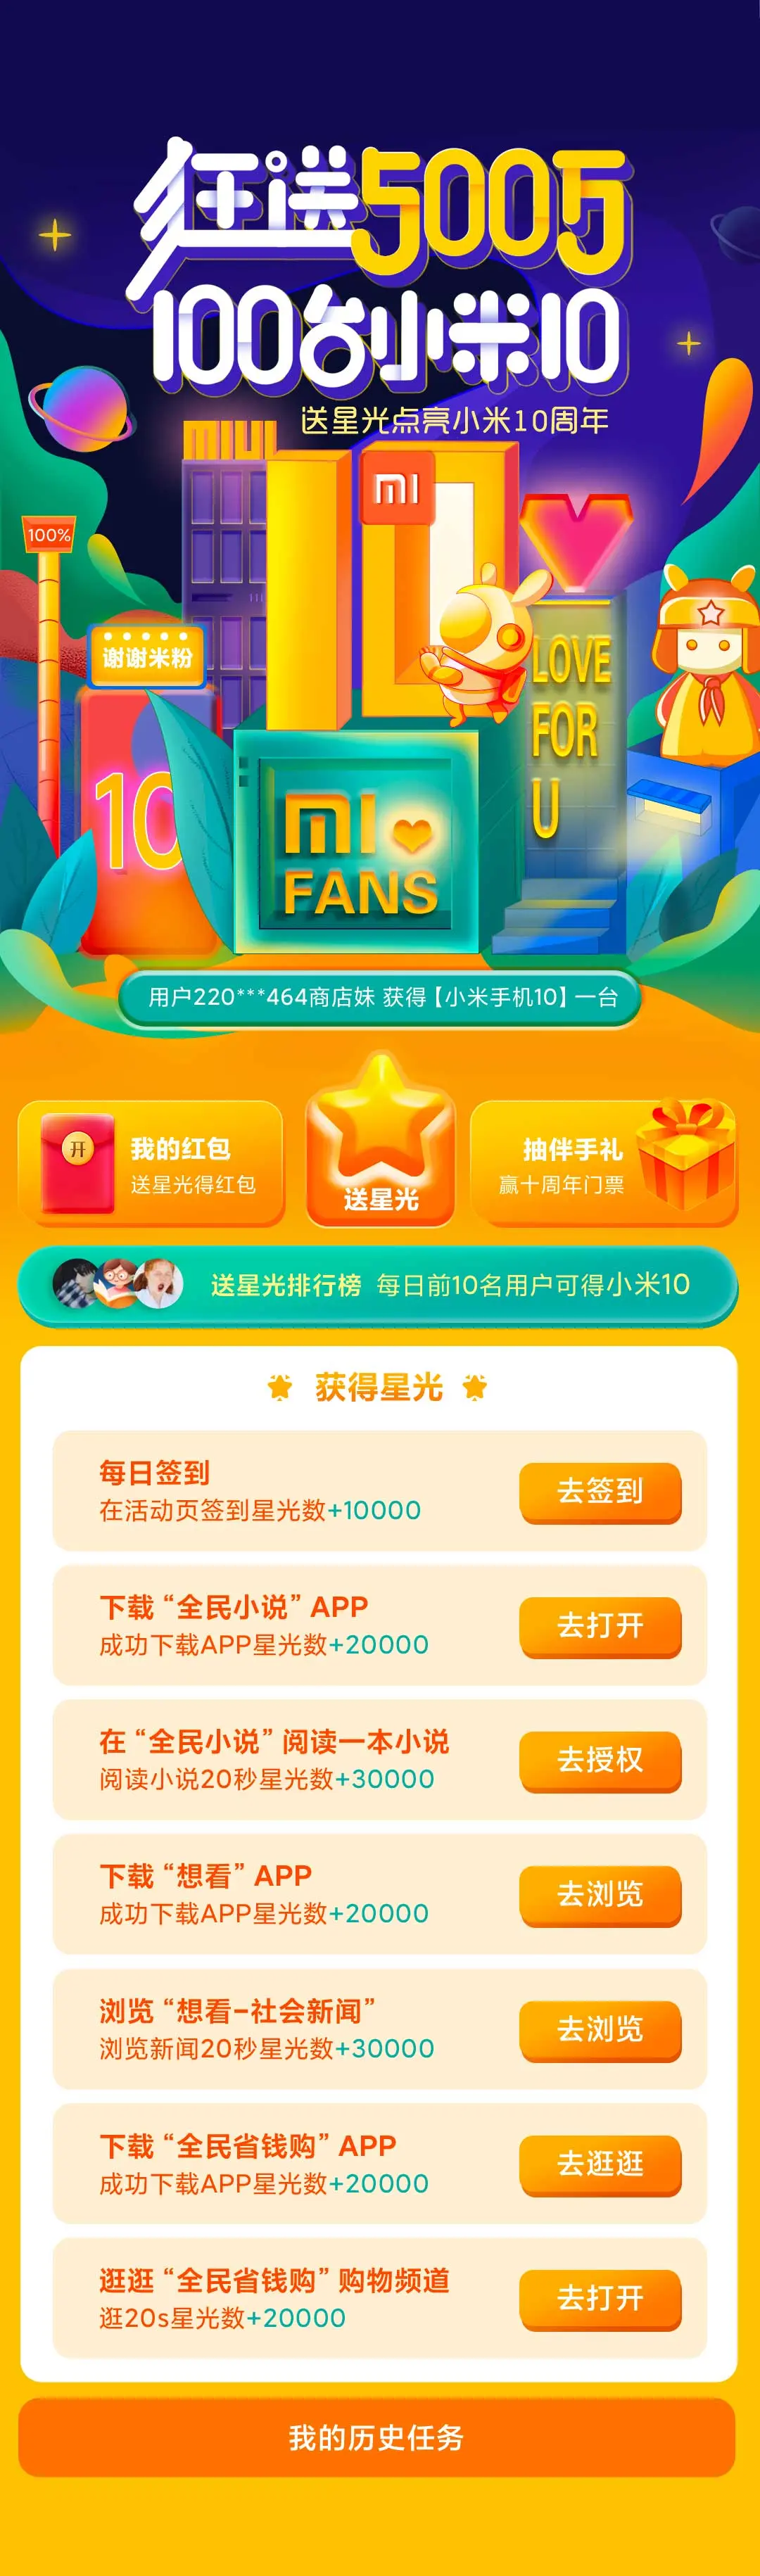 狂送500万
100台小米10
送星光点亮小米10周年
MIUI
mi
100%
谢谢米粉
10
LOVE
FOR
U
mi
FANS
用户220***464商店妹 获得【小米手机10】一台
开
我的红包
送星光得红包
送星光
抽伴手礼
赢十周年门票
送星光排行榜 每日前10名用户可得小米10
获得星光
每日签到
在活动页签到星光数+10000
去签到
下载“全民小说”APP
成功下载APP星光数+20000
去打开
在“全民小说”阅读一本小说
阅读小说20秒星光数+30000
去授权
下载“想看”APP
成功下载APP星光数+20000
去浏览
浏览“想看-社会新闻”
浏览新闻20秒星光数+30000
去浏览
下载“全民省钱购”APP
成功下载APP星光数+20000
去逛逛
逛逛“全民省钱购”购物频道
逛20s星光数+20000
去打开
我的历史任务